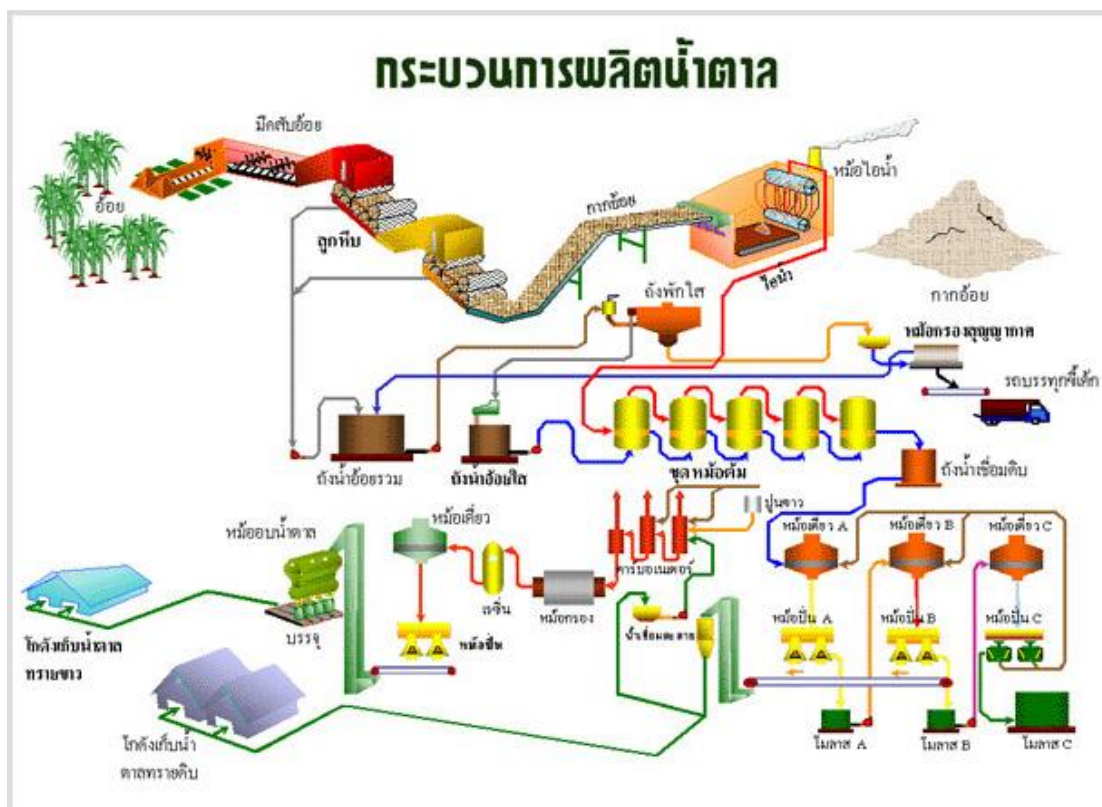 กระบวนการผลิตน้ำตาล
มีดสับอ้อย
หม้อไอน้ำ
อ้อย
กากอ้อย
ลูกหีบ
ไอน้ำ
ถังพักใส
กากอ้อย
หม้อกรองสุญญากาศ
รถบรรทุกขี้เค้ก
ถังน้ำอ้อยรวม
ถังน้ำอ้อยใส
ชุดหม้อต้ม
ถังน้ำเชื่อมดิบ
ปูนขาว
หม้อเคี่ยว
หม้อเคี่ยว A
หม้อเคี่ยว B
หม้อเคี่ยว C
หม้ออบน้ำตาล
คาร์บอเนเตอร์
เรซิ่น
หม้อกรอง
น้ำเชื่อมละลาย
หม้อปั่น A
หม้อปั่น B
หม้อปั่น C
บรรจุ
หม้อปั่น
โกดังเก็บน้ำตาล
ทรายขาว
โกดังเก็บน้ำ
ตาลทรายดิบ
โมลาส A
โมลาส B
โมลาส C